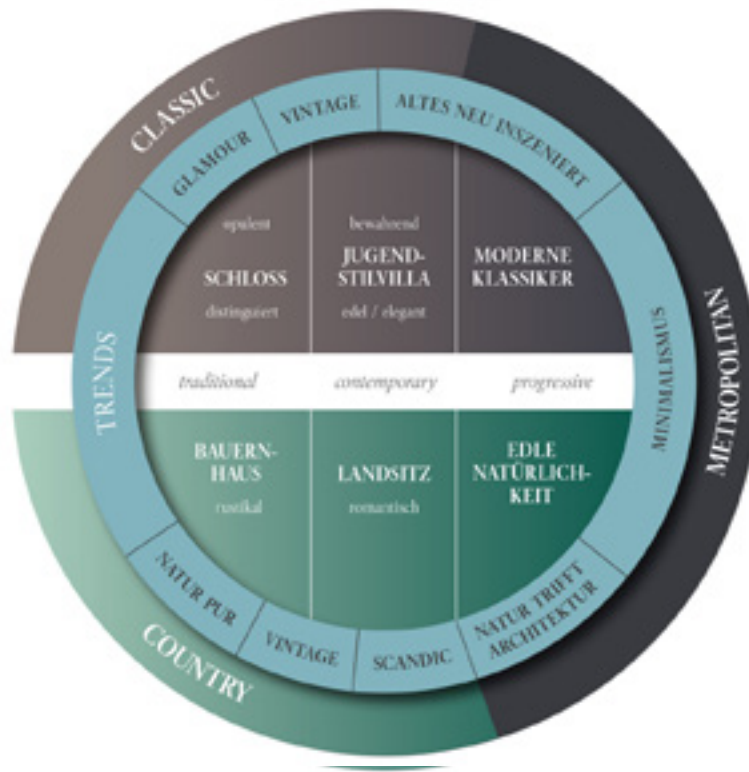 CLASSIC
GLAMOUR
VINTAGE
ALTES NEU INSZENIERT
opulent
SCHLOSS
distinguiert
bewahrend
JUGEND-
STILVILLA
edel / elegant
MODERNE
KLASSIKER
TRENDS
traditional
contemporary
progressive
MINIMALISMUS
METROPOLITAN
BAUERN-
HAUS
rustikal
LANDSITZ
romantisch
EDLE
NATÜRLICH-
KEIT
NATUR PUR
VINTAGE
SCANDIC
NATUR TRIFFT
ARCHITEKTUR
COUNTRY